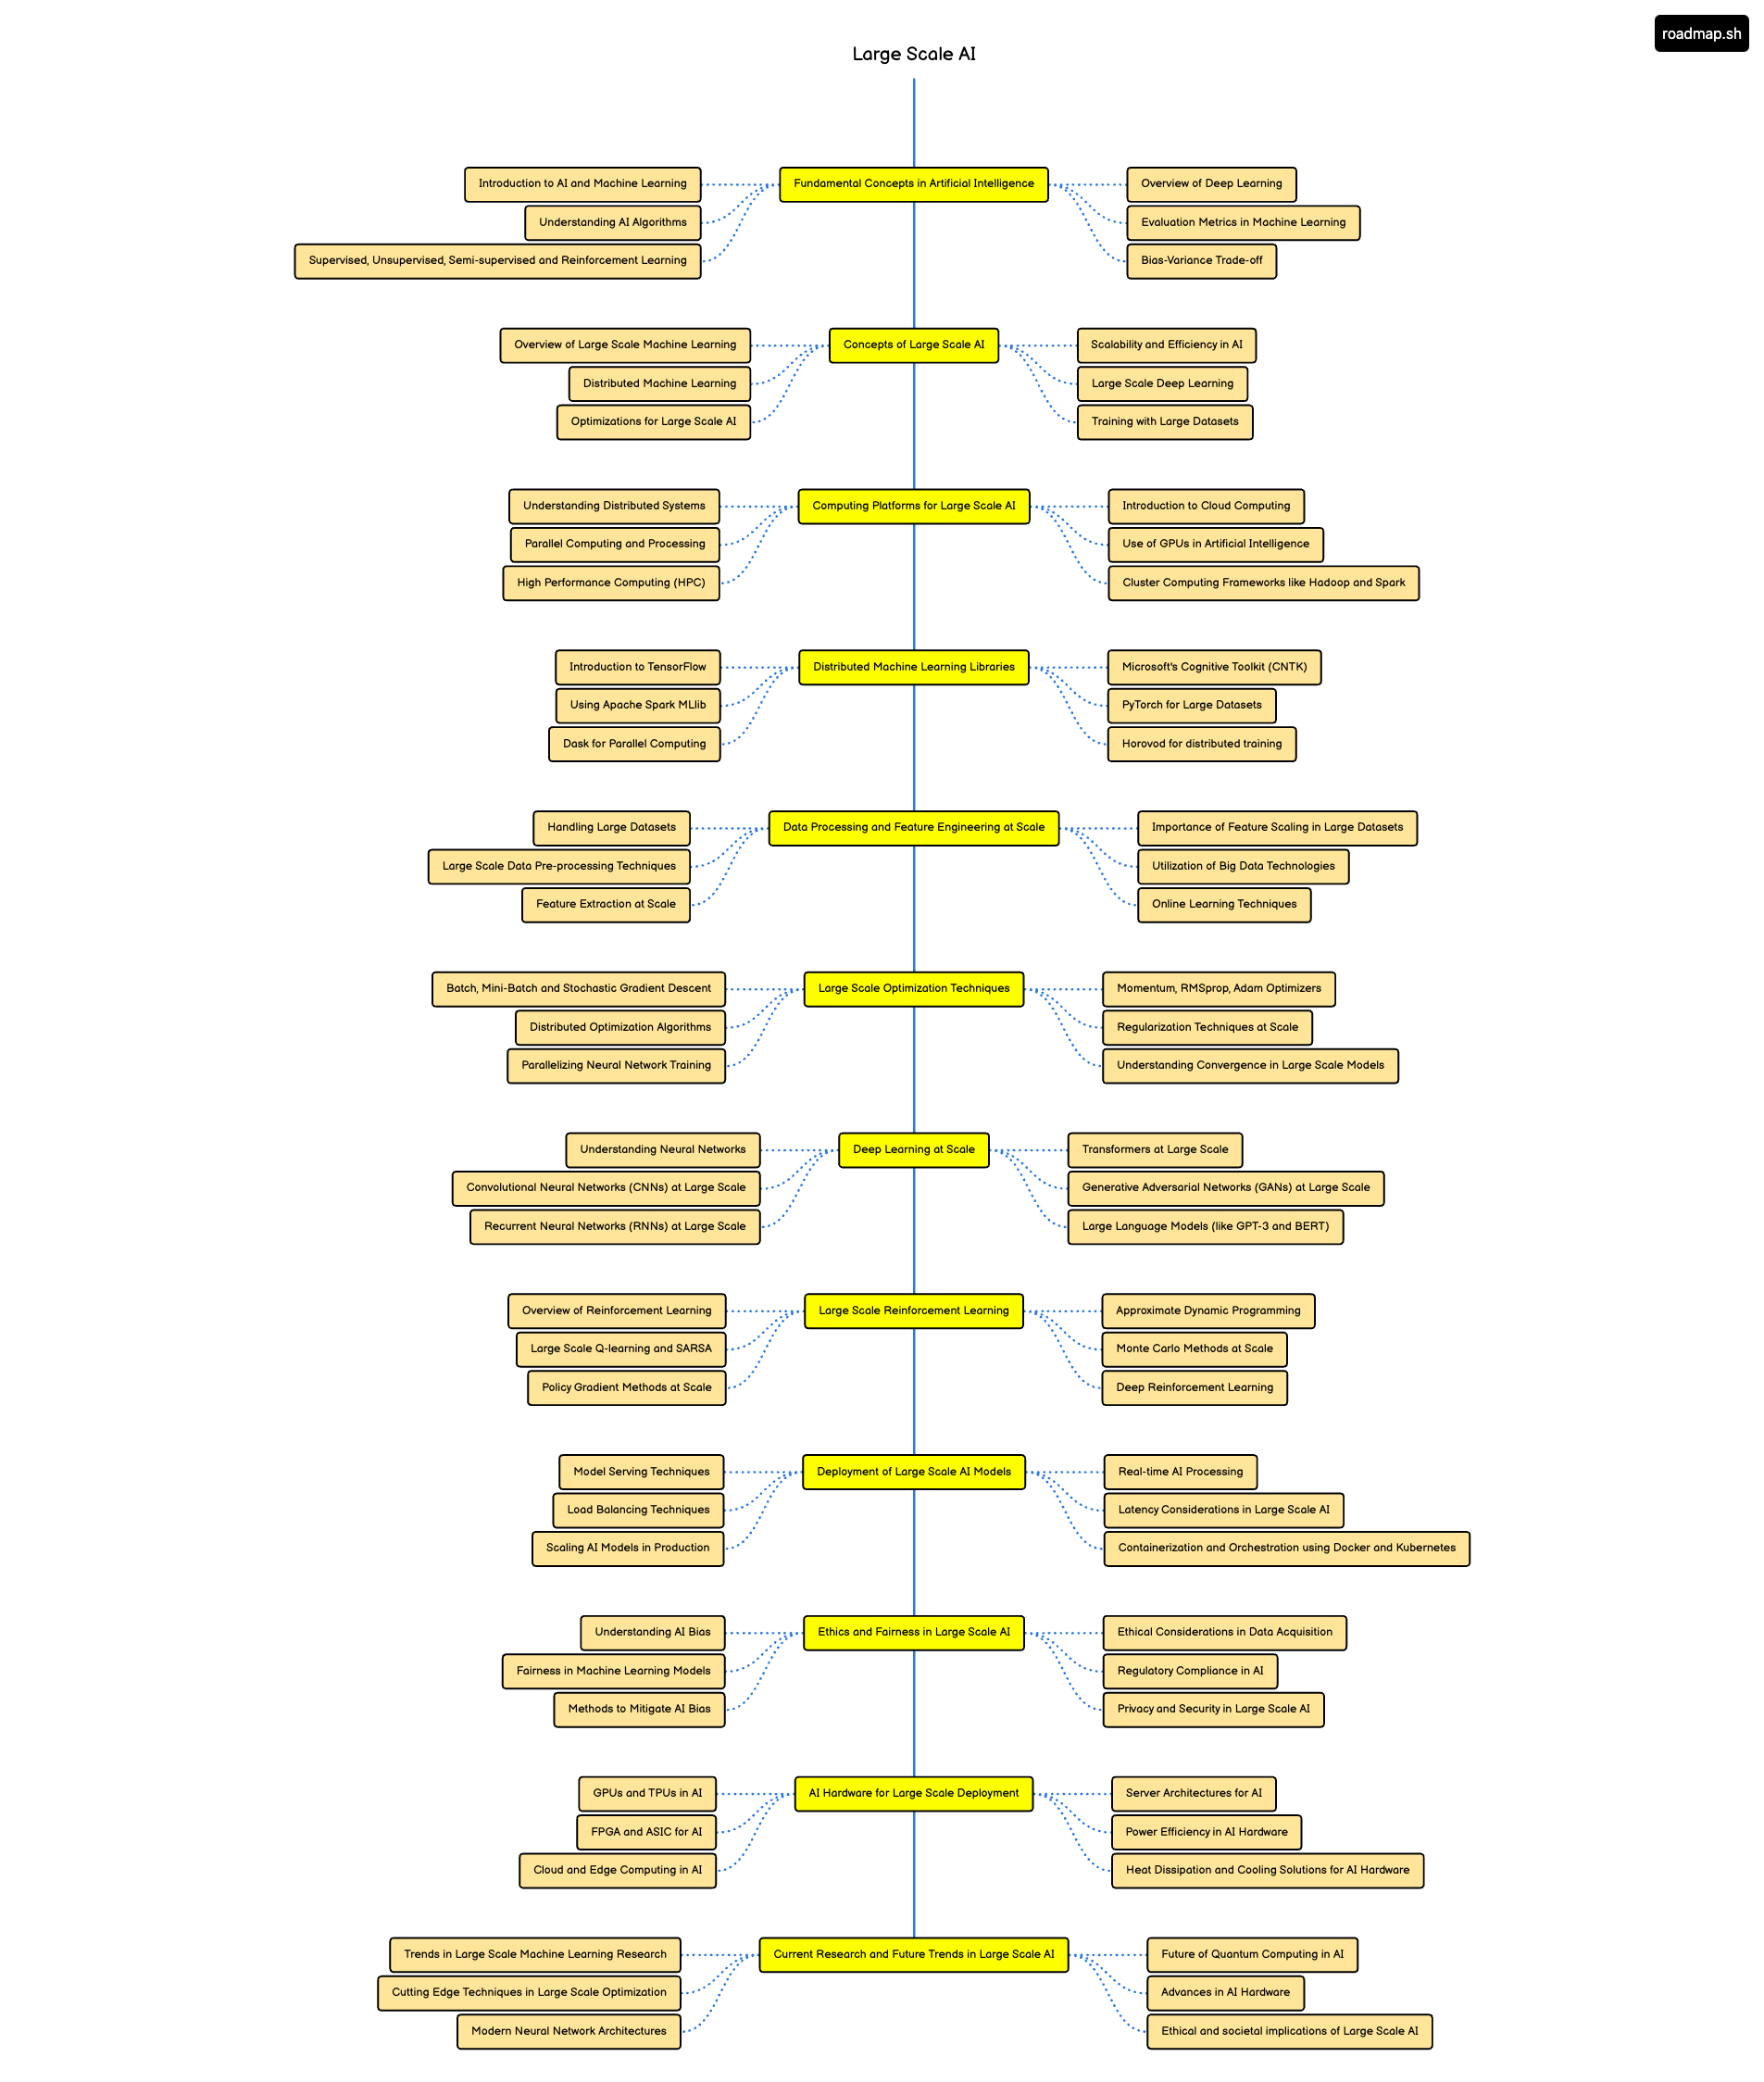 roadmap.sh
Large Scale AI
Fundamental Concepts in Artificial Intelligence
Introduction to AI and Machine Learning
Understanding AI Algorithms
Supervised, Unsupervised, Semi-supervised and Reinforcement Learning
Overview of Deep Learning
Evaluation Metrics in Machine Learning
Bias-Variance Trade-off
Concepts of Large Scale AI
Overview of Large Scale Machine Learning
Distributed Machine Learning
Optimizations for Large Scale AI
Scalability and Efficiency in AI
Large Scale Deep Learning
Training with Large Datasets
Computing Platforms for Large Scale AI
Understanding Distributed Systems
Parallel Computing and Processing
High Performance Computing (HPC)
Introduction to Cloud Computing
Use of GPUs in Artificial Intelligence
Cluster Computing Frameworks like Hadoop and Spark
Distributed Machine Learning Libraries
Introduction to TensorFlow
Using Apache Spark MLlib
Dask for Parallel Computing
Microsoft's Cognitive Toolkit (CNTK)
PyTorch for Large Datasets
Horovod for distributed training
Data Processing and Feature Engineering at Scale
Handling Large Datasets
Large Scale Data Pre-processing Techniques
Feature Extraction at Scale
Importance of Feature Scaling in Large Datasets
Utilization of Big Data Technologies
Online Learning Techniques
Large Scale Optimization Techniques
Batch, Mini-Batch and Stochastic Gradient Descent
Distributed Optimization Algorithms
Parallelizing Neural Network Training
Momentum, RMSprop, Adam Optimizers
Regularization Techniques at Scale
Understanding Convergence in Large Scale Models
Deep Learning at Scale
Understanding Neural Networks
Convolutional Neural Networks (CNNs) at Large Scale
Recurrent Neural Networks (RNNs) at Large Scale
Transformers at Large Scale
Generative Adversarial Networks (GANs) at Large Scale
Large Language Models (like GPT-3 and BERT)
Large Scale Reinforcement Learning
Overview of Reinforcement Learning
Large Scale Q-learning and SARSA
Policy Gradient Methods at Scale
Approximate Dynamic Programming
Monte Carlo Methods at Scale
Deep Reinforcement Learning
Deployment of Large Scale AI Models
Model Serving Techniques
Load Balancing Techniques
Scaling AI Models in Production
Real-time AI Processing
Latency Considerations in Large Scale AI
Containerization and Orchestration using Docker and Kubernetes
Ethics and Fairness in Large Scale AI
Understanding AI Bias
Fairness in Machine Learning Models
Methods to Mitigate AI Bias
Ethical Considerations in Data Acquisition
Regulatory Compliance in AI
Privacy and Security in Large Scale AI
AI Hardware for Large Scale Deployment
GPUs and TPUs in AI
FPGA and ASIC for AI
Cloud and Edge Computing in AI
Server Architectures for AI
Power Efficiency in AI Hardware
Heat Dissipation and Cooling Solutions for AI Hardware
Current Research and Future Trends in Large Scale AI
Trends in Large Scale Machine Learning Research
Cutting Edge Techniques in Large Scale Optimization
Modern Neural Network Architectures
Future of Quantum Computing in AI
Advances in AI Hardware
Ethical and societal implications of Large Scale AI